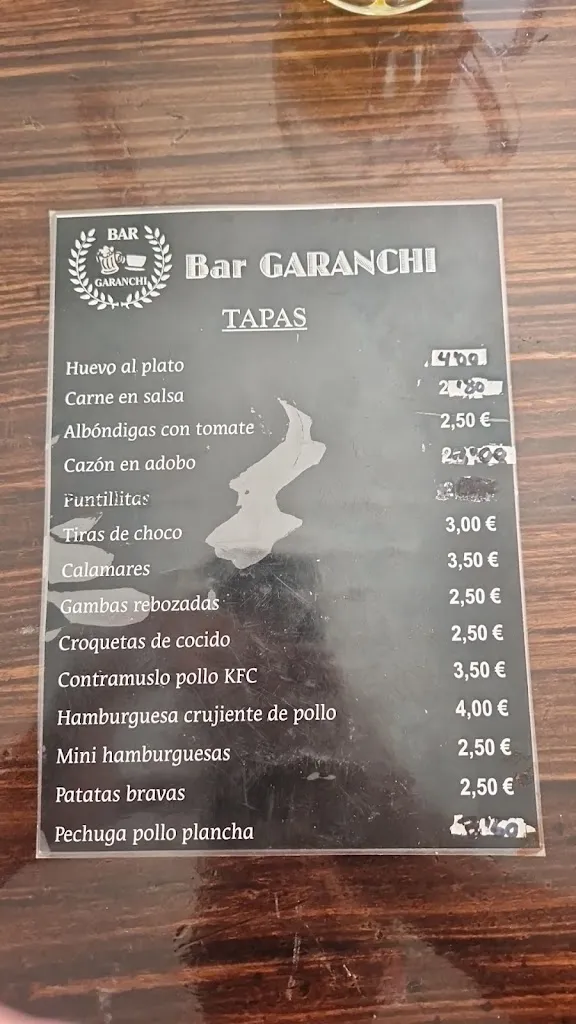 BAR
GARANCHI
Bar GARANCHI
TAPAS
Huevo al plato 4,00
Carne en salsa 2
Albóndigas con tomate 2,50 €
Cazón en adobo
Puntillitas
Tiras de choco 3,00 €
Calamares 3,50 €
Gambas rebozadas 2,50 €
Croquetas de cocido 2,50 €
Contramuslo pollo KFC 3,50 €
Hamburguesa crujiente de pollo 4,00 €
Mini hamburguesas 2,50 €
Patatas bravas 2,50 €
Pechuga pollo plancha